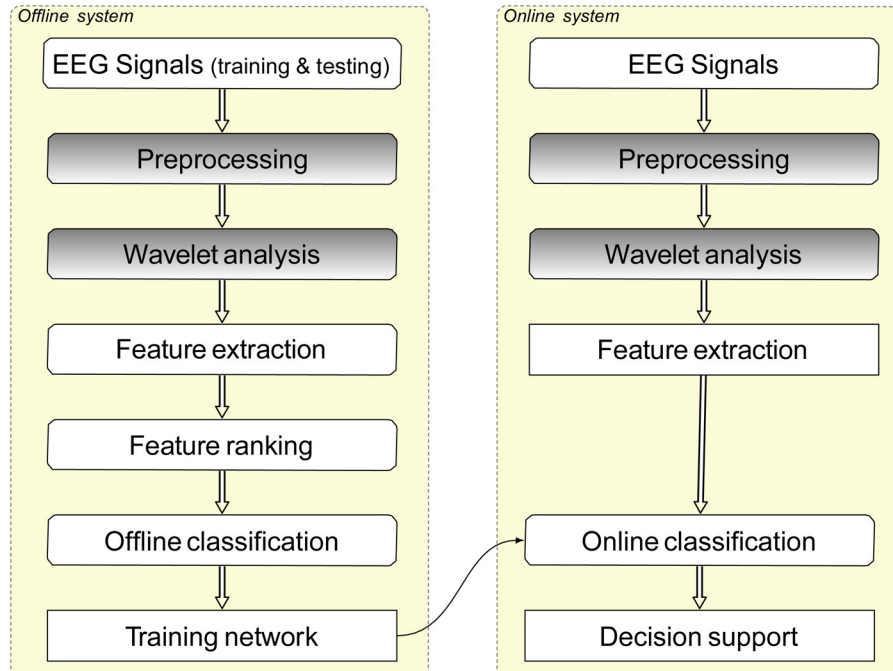 Offline system
EEG Signals (training & testing)
Preprocessing
Wavelet analysis
Feature extraction
Feature ranking
Offline classification
Training network
Online system
EEG Signals
Preprocessing
Wavelet analysis
Feature extraction
Online classification
Decision support